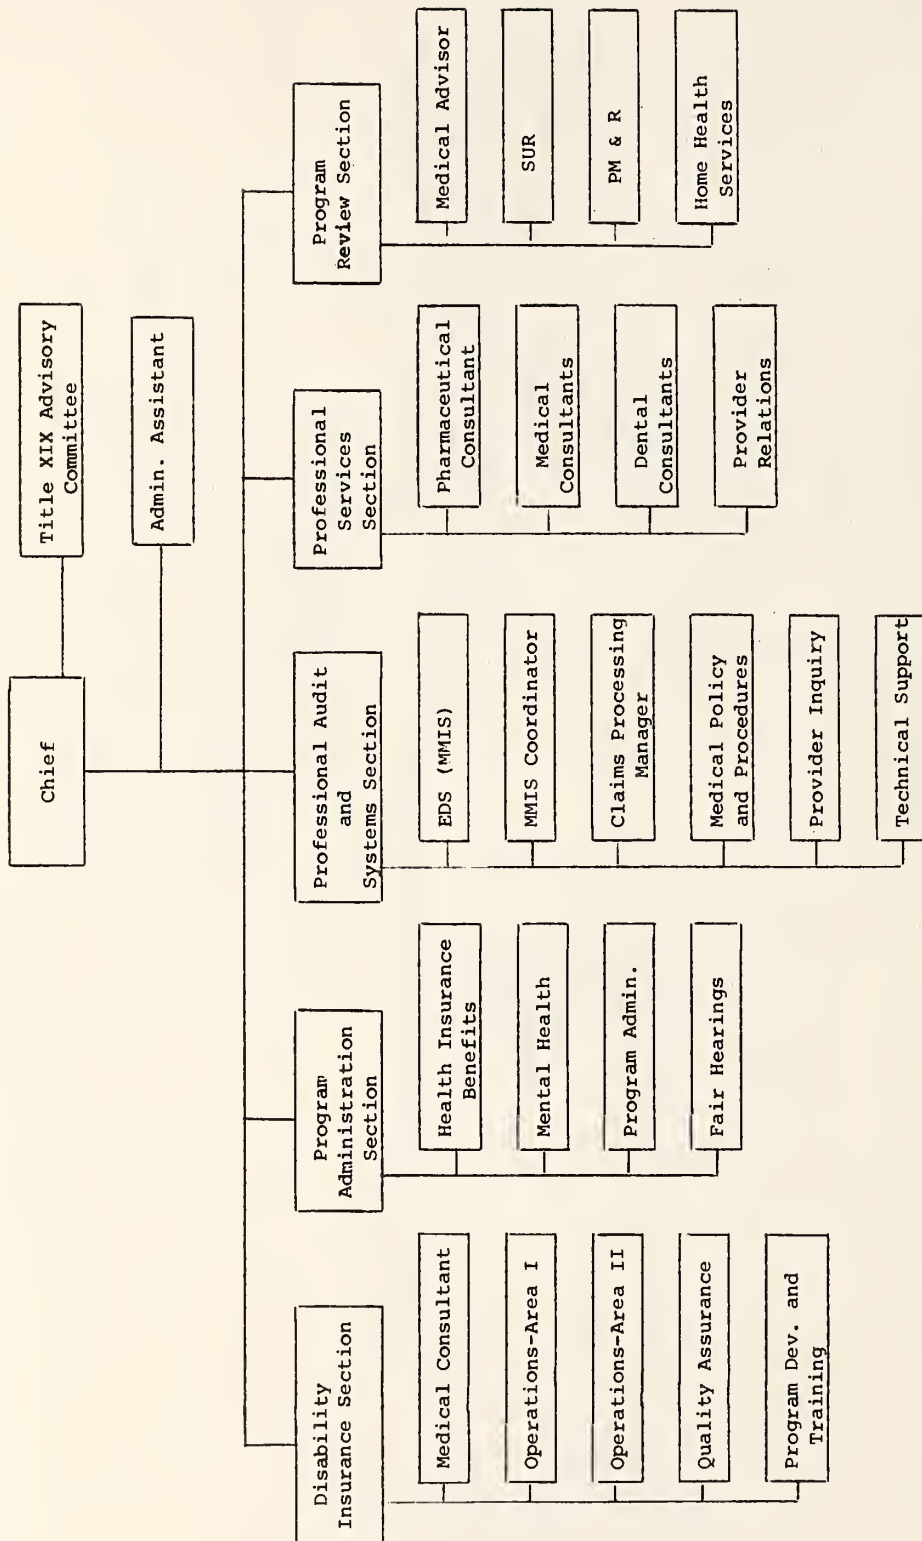 Chief
Title XIX Advisory
Committee
Admin. Assistant
Disability
Insurance Section
Medical Consultant
Operations-Area I
Operations-Area II
Quality Assurance
Program Dev. and
Training
Program
Administration
Section
Health Insurance
Benefits
Mental Health
Program Admin.
Fair Hearings
Professional Audit
and
Systems Section
EDS (MMIS)
MMIS Coordinator
Claims Processing
Manager
Medical Policy
and Procedures
Provider Inquiry
Technical Support
Professional
Services
Section
Pharmaceutical
Consultant
Medical
Consultants
Dental
Consultants
Provider
Relations
Program
Review Section
Medical Advisor
SUR
PM & R
Home Health
Services